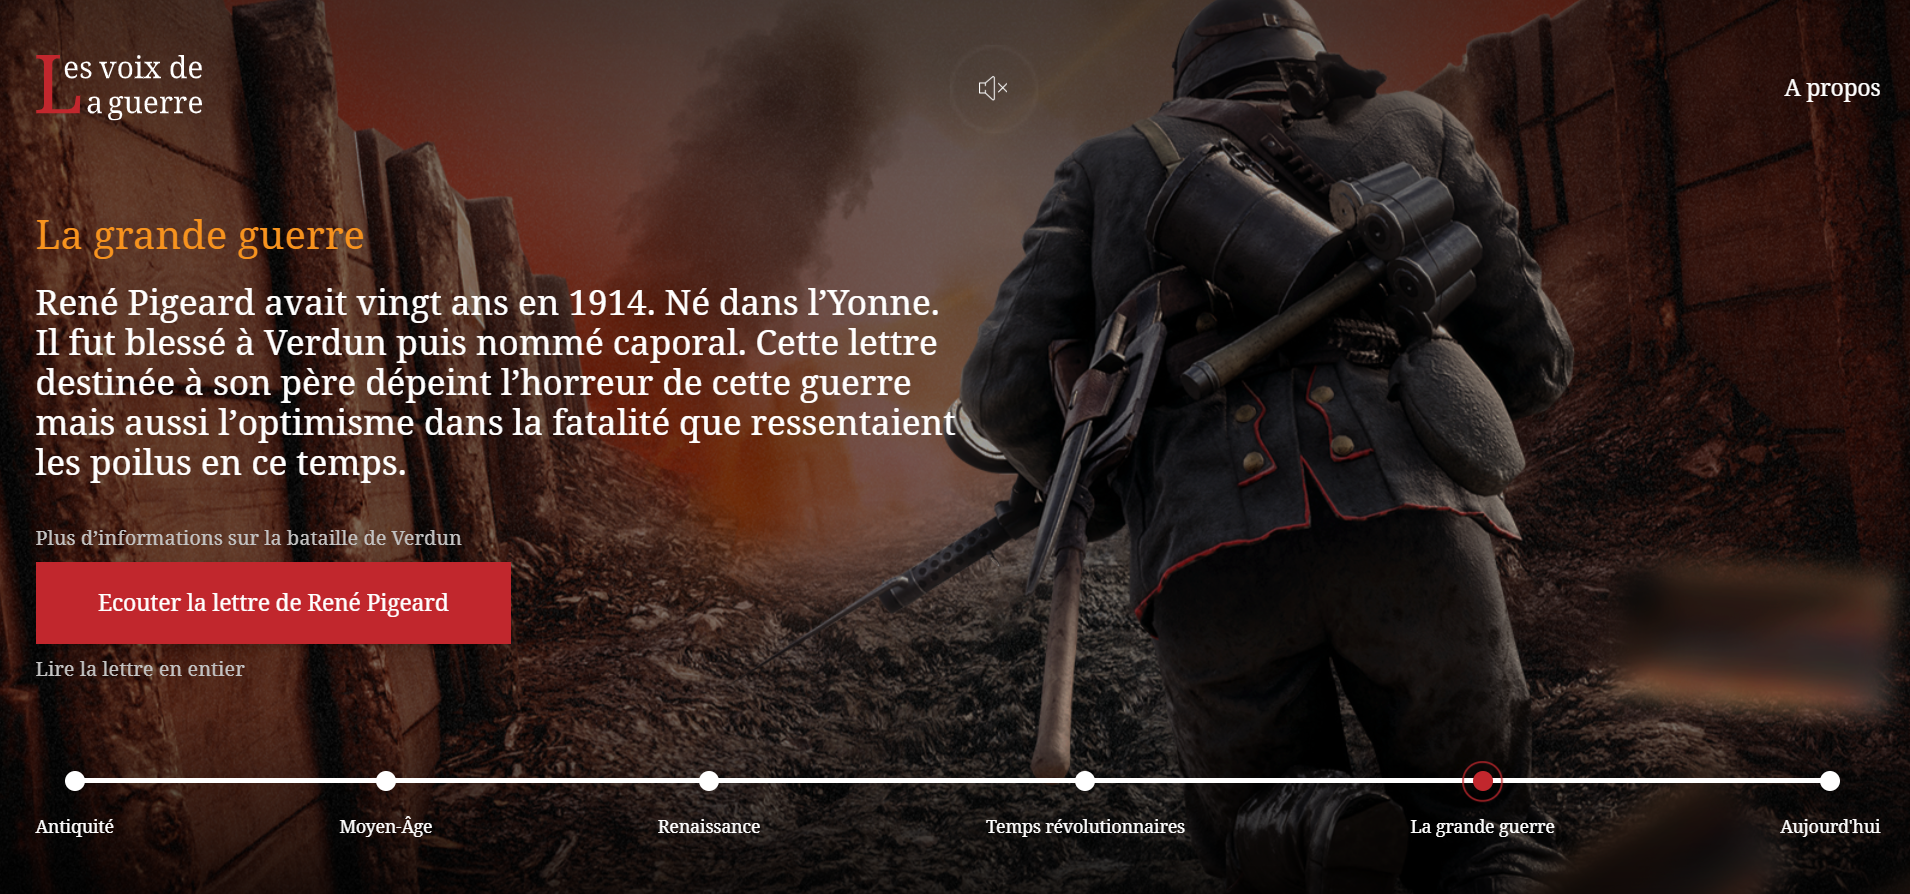 Les voix de
La guerre
A propos
La grande guerre
René Pigeard avait vingt ans en 1914. Né dans l’Yonne.
Il fut blessé à Verdun puis nommé caporal. Cette lettre
destinée à son père dépeint l’horreur de cette guerre
mais aussi l’optimisme dans la fatalité que ressentaient
les poilus en ce temps.
Plus d’informations sur la bataille de Verdun
Ecouter la lettre de René Pigeard
Lire la lettre en entier
Antiquité
Moyen-Âge
Renaissance
Temps révolutionnaires
La grande guerre
Aujourd'hui